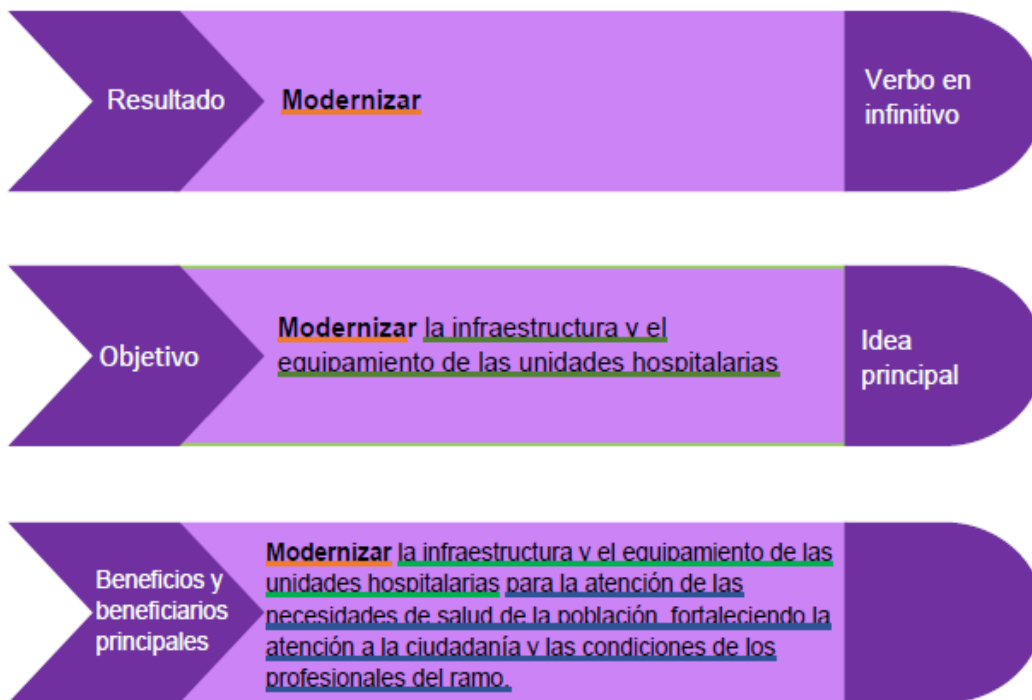 Resultado
Modernizar
Verbo en
infinitivo
Objetivo
Modernizar la infraestructura y el
equipamiento de las unidades hospitalarias
Idea
principal
Beneficios y
beneficiarios
principales
Modernizar la infraestructura y el equipamiento de las
unidades hospitalarias para la atención de las
necesidades de salud de la población fortaleciendo la
atención a la ciudadanía y las condiciones de los
profesionales del ramo.